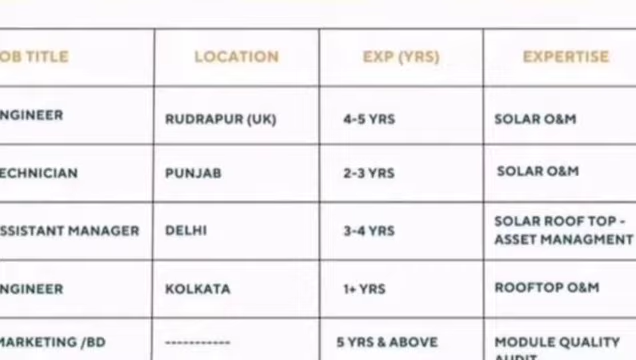 OB TITLE LOCATION EXP (YRS) EXPERTISE
NGINEER RUDRAPUR (UK) 4-5 YRS SOLAR O&M
ECHNICIAN PUNJAB 2-3 YRS SOLAR O&M
SSISTANT MANAGER DELHI 3-4 YRS SOLAR ROOF TOP -
ASSET MANAGMENT
NGINEER KOLKATA 1+ YRS ROOFTOP O&M
MARKETING /BD ----------- 5 YRS & ABOVE MODULE QUALITY
AUDIT